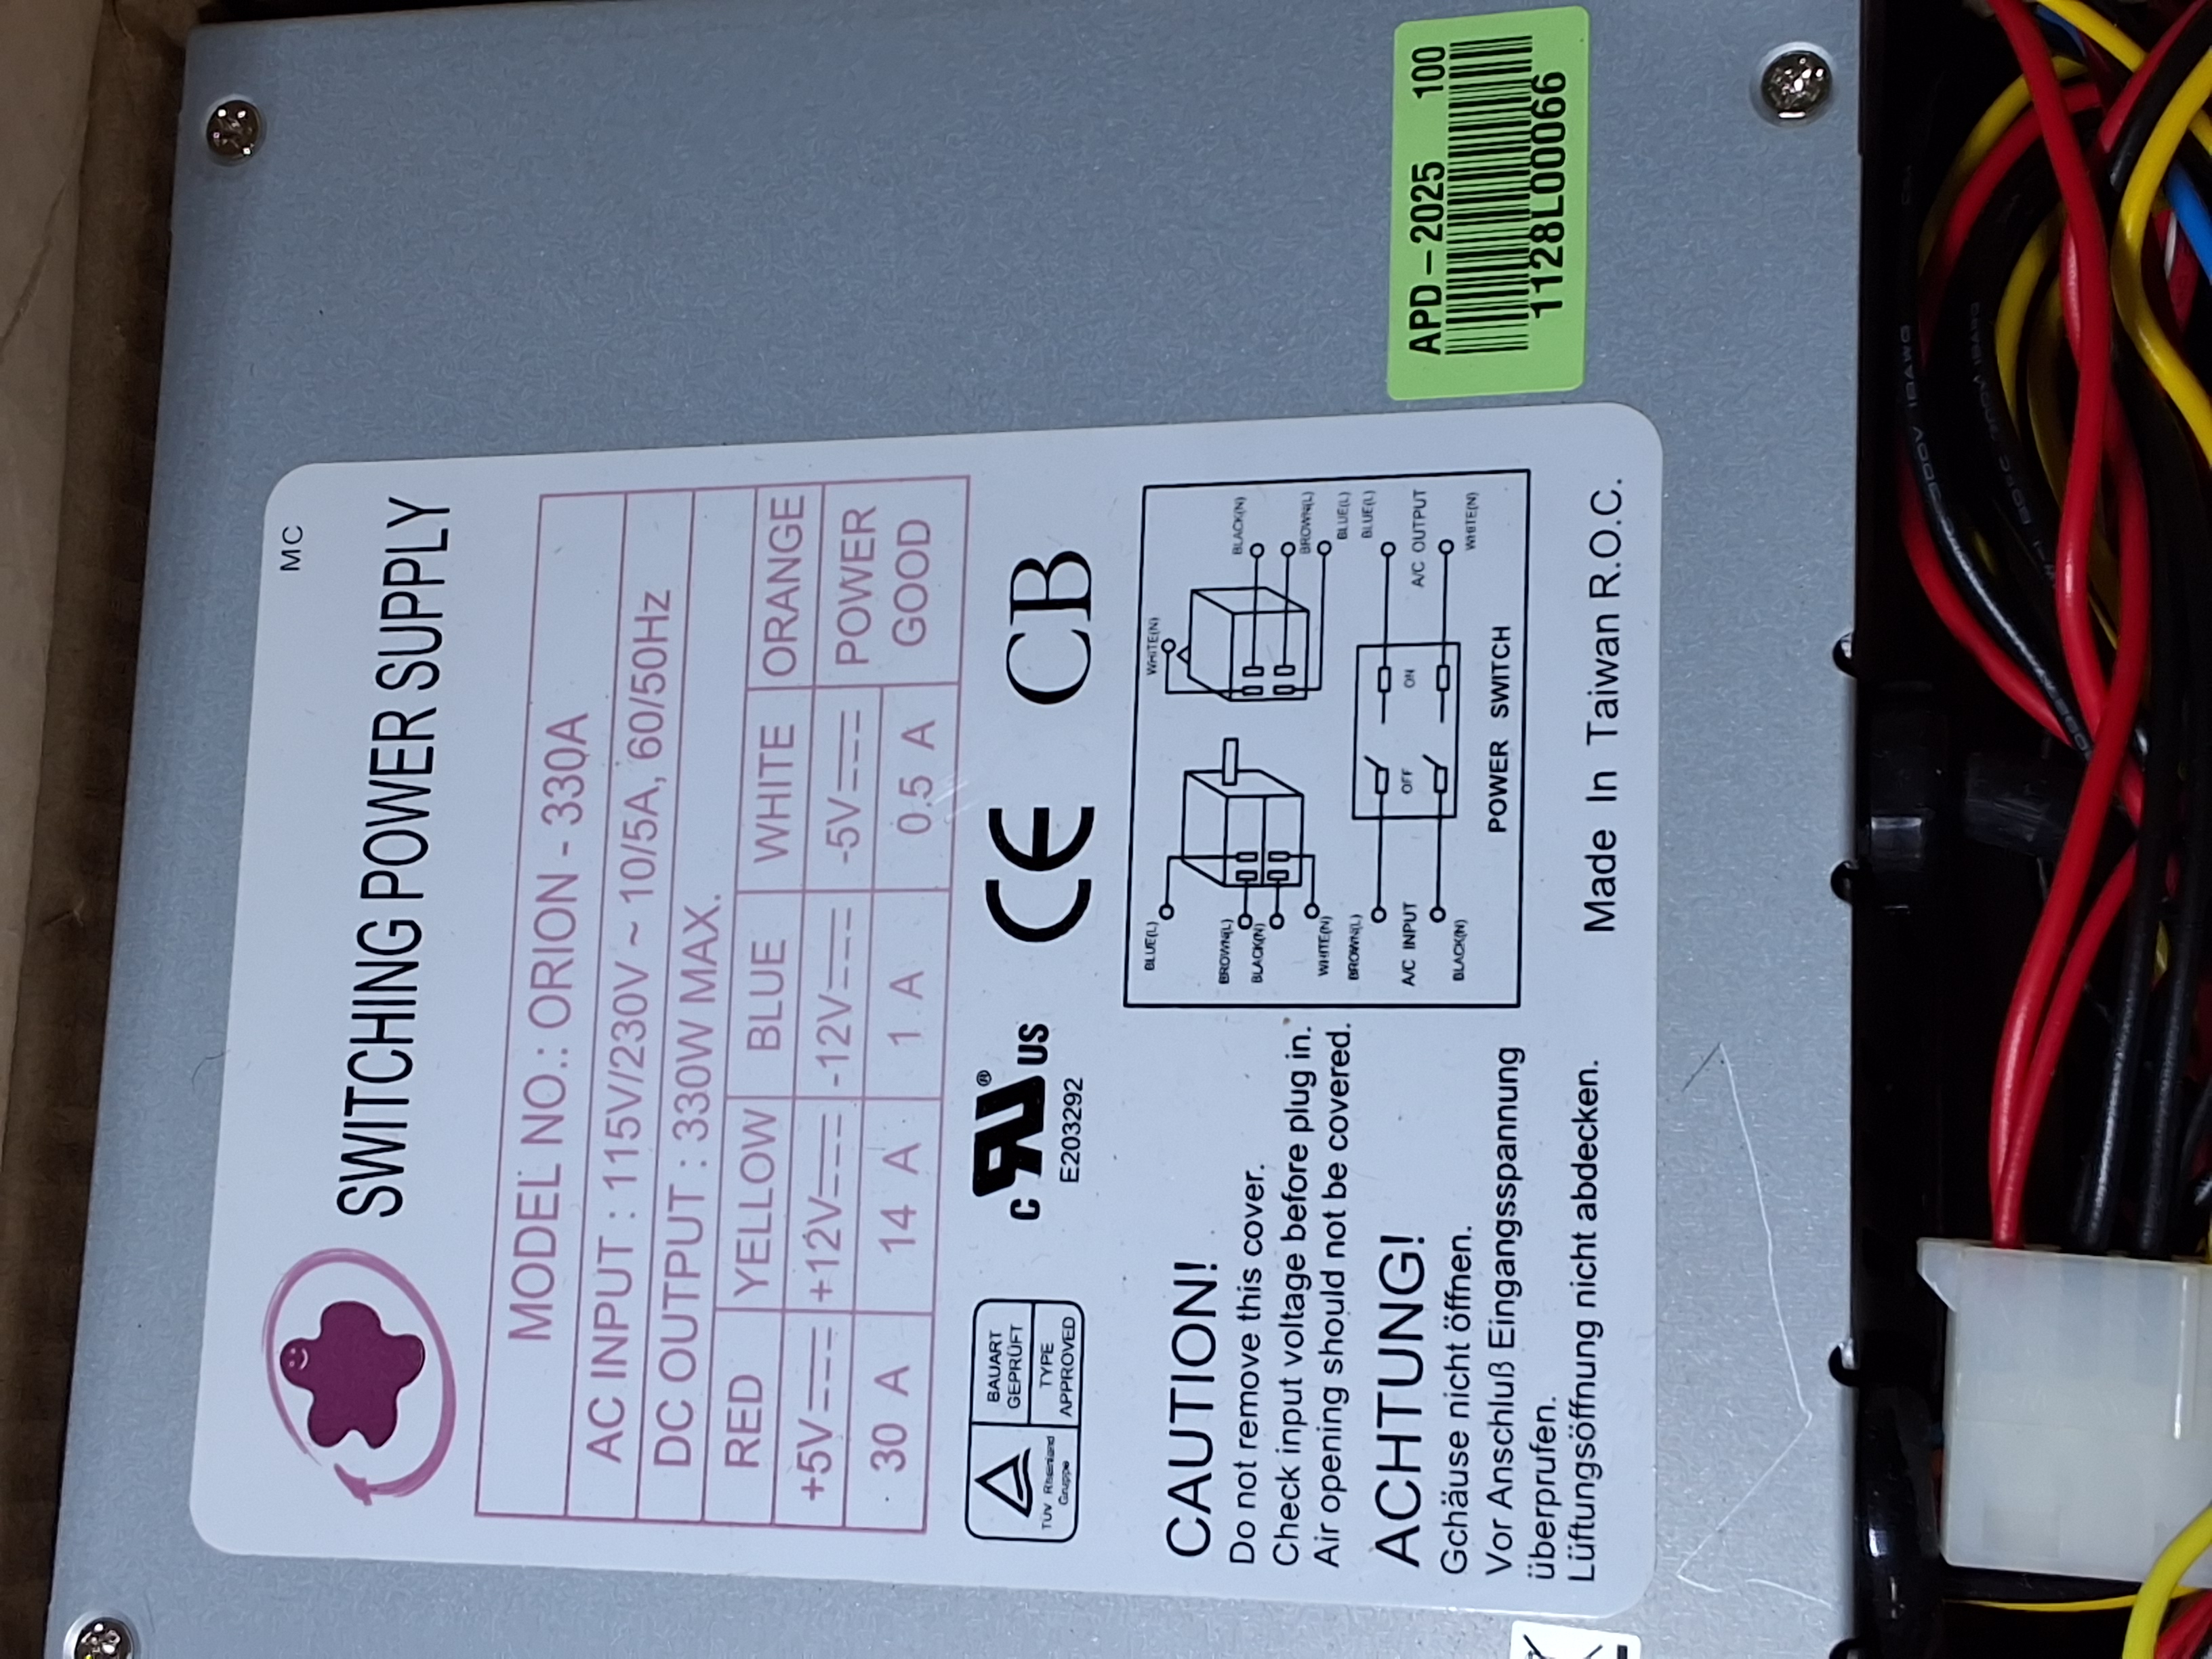 MC
SWITCHING POWER SUPPLY
MODEL NO.: ORION - 330A
AC INPUT : 115V/230V ~ 10/5A, 60/50Hz
DC OUTPUT : 330W MAX.
RED YELLOW BLUE WHITE ORANGE
+5V +12V -12V -5V POWER GOOD
30 A 14 A 1 A 0.5 A
TÜV Rheinland
Gruppe
BAUART
GEPRÜFT
TYPE
APPROVED
c RU ® US
E203292
CE
CB
CAUTION!
Do not remove this cover.
Check input voltage before plug in.
Air opening should not be covered.
ACHTUNG!
Gchäuse nicht öffnen.
Vor Anschluß Eingangsspannung
überprufen.
Lüftungsöffnung nicht abdecken.
BLUE(L)
BROWN(L)
BLACK(N)
WHITE(N)
WHITE(N)
BLACK(N)
BROWN(L)
BLUE(L)
BROWN(L)
BLUE(L)
A/C INPUT
OFF
ON
A/C OUTPUT
BLACK(N)
WHITE(N)
POWER SWITCH
Made In Taiwan R.O.C.
APD-2025 100
1128L00066